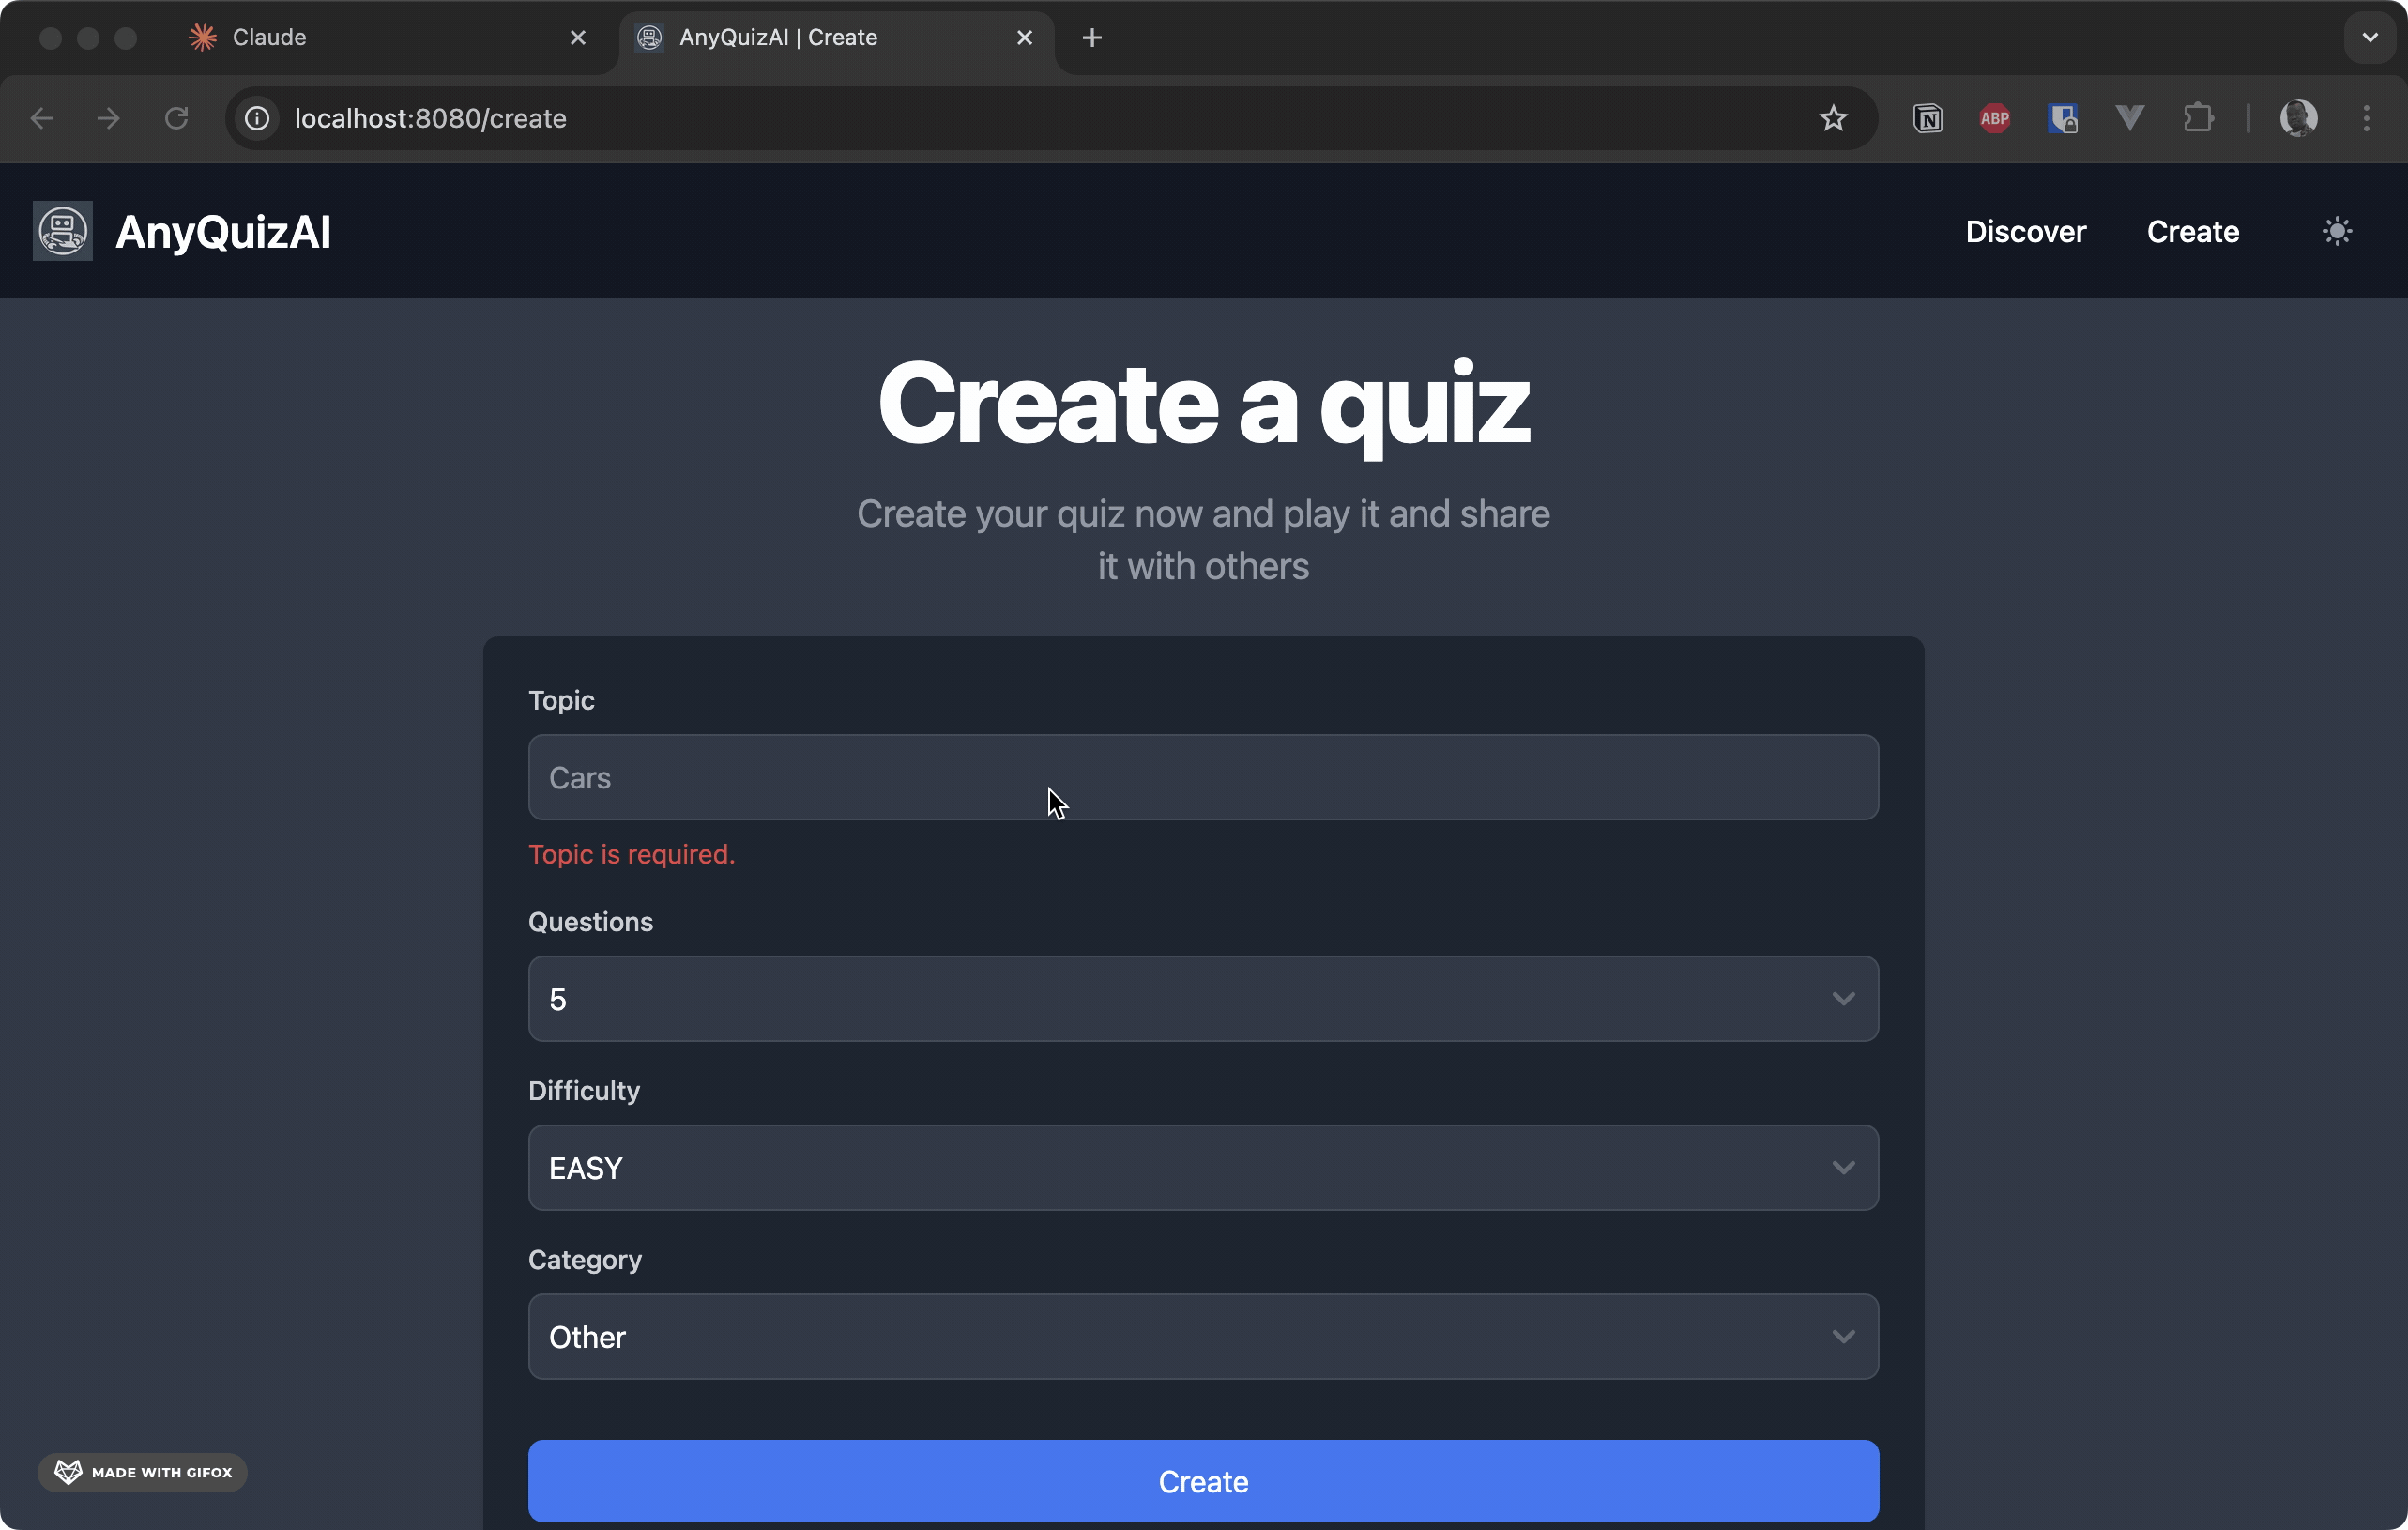 Claude
AnyQuizAI | Create
localhost:8080/create
N
ABP
AnyQuizAI
Discover
Create
Create a quiz
Create your quiz now and play it and share
it with others
Topic
Cars
Topic is required.
Questions
5
Difficulty
EASY
Category
Other
Create
MADE WITH GIFOX